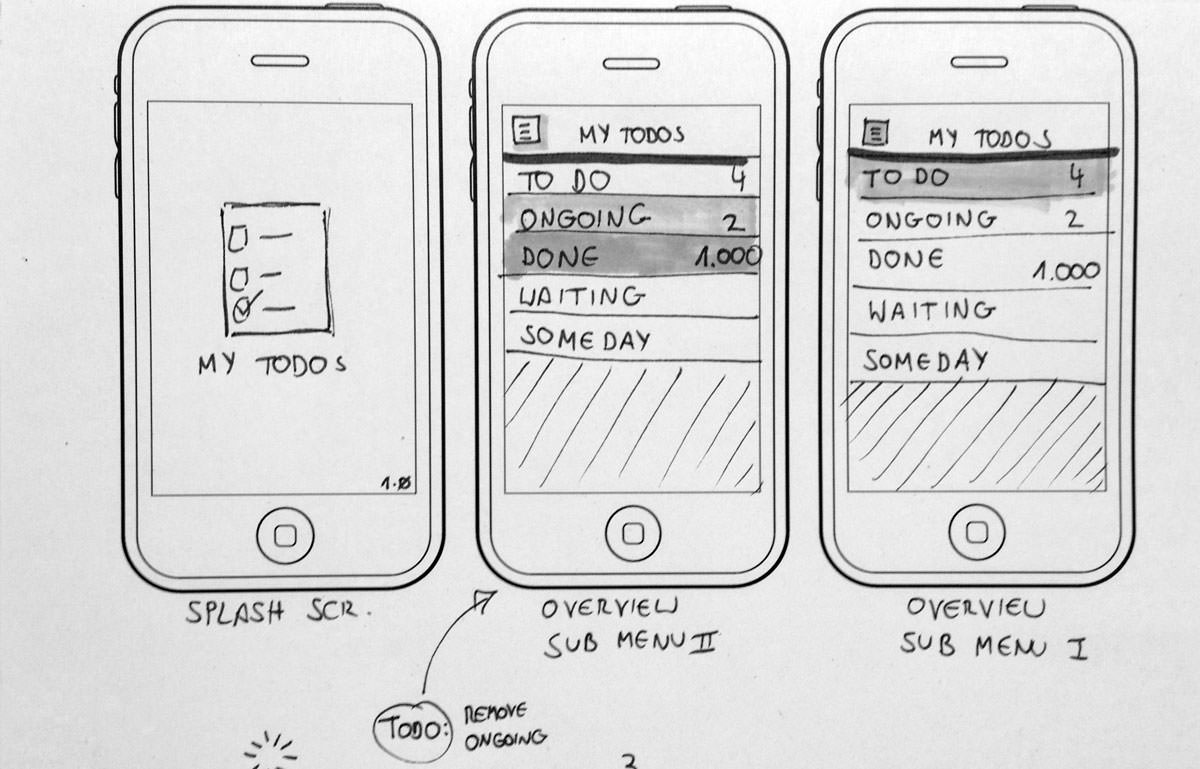 MY TODOS
1.0
SPLASH SCR.
MY TODOS
TO DO 4
ONGOING 2
DONE 1.000
WAITING
SOMEDAY
OVERVIEW
SUB MENU II
MY TODOS
TO DO 4
ONGOING 2
DONE 1.000
WAITING
SOMEDAY
OVERVIEW
SUB MENU I
TODO: REMOVE
ONGOING